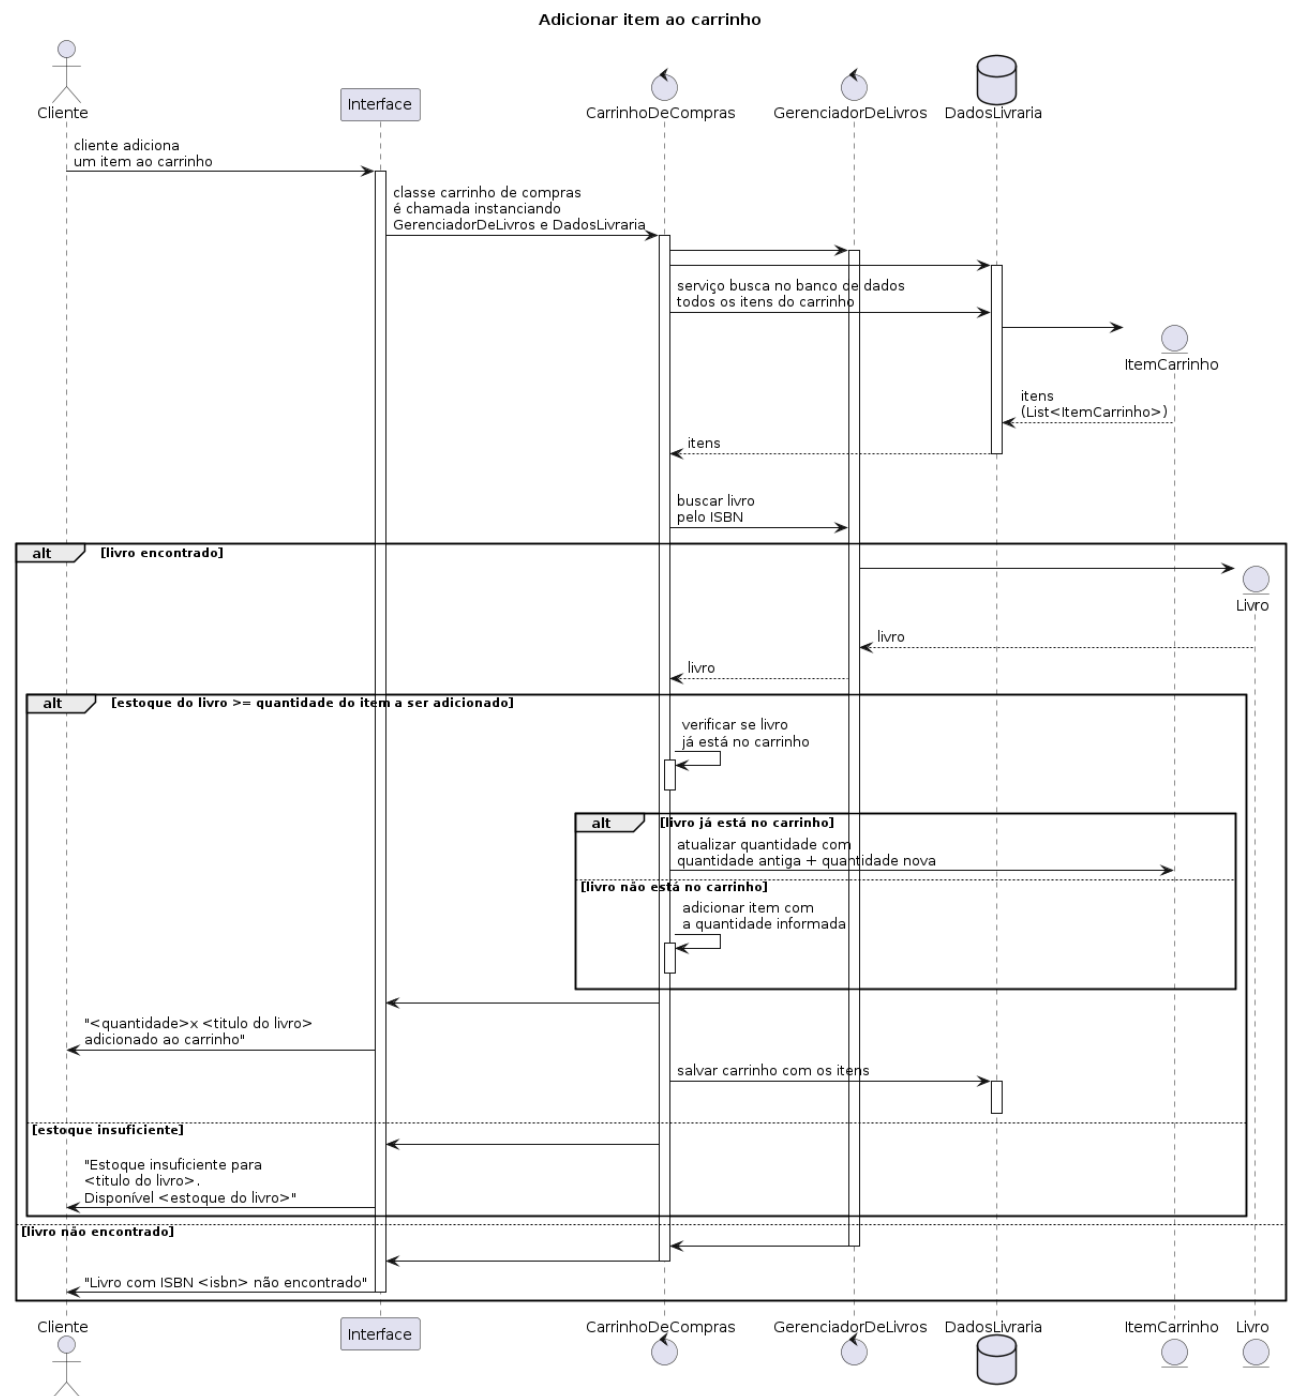 Adicionar item ao carrinho
Cliente
Interface
CarrinhoDeCompras
GerenciadorDeLivros
DadosLivraria
cliente adiciona
um item ao carrinho
classe carrinho de compras
é chamada instanciando
GerenciadorDeLivros e DadosLivraria
serviço busca no banco de dados
todos os itens do carrinho
ItemCarrinho
itens
(List<ItemCarrinho>)
itens
buscar livro
pelo ISBN
alt
[livro encontrado]
Livro
livro
livro
alt
[estoque do livro >= quantidade do item a ser adicionado]
verificar se livro
já está no carrinho
alt
[livro já está no carrinho]
atualizar quantidade com
quantidade antiga + quantidade nova
[livro não está no carrinho]
adicionar item com
a quantidade informada
"<quantidade>x <titulo do livro>
adicionado ao carrinho"
salvar carrinho com os itens
[estoque insuficiente]
"Estoque insuficiente para
<titulo do livro>.
Disponível <estoque do livro>"
[livro não encontrado]
"Livro com ISBN <isbn> não encontrado"
Cliente
Interface
CarrinhoDeCompras
GerenciadorDeLivros
DadosLivraria
ItemCarrinho
Livro